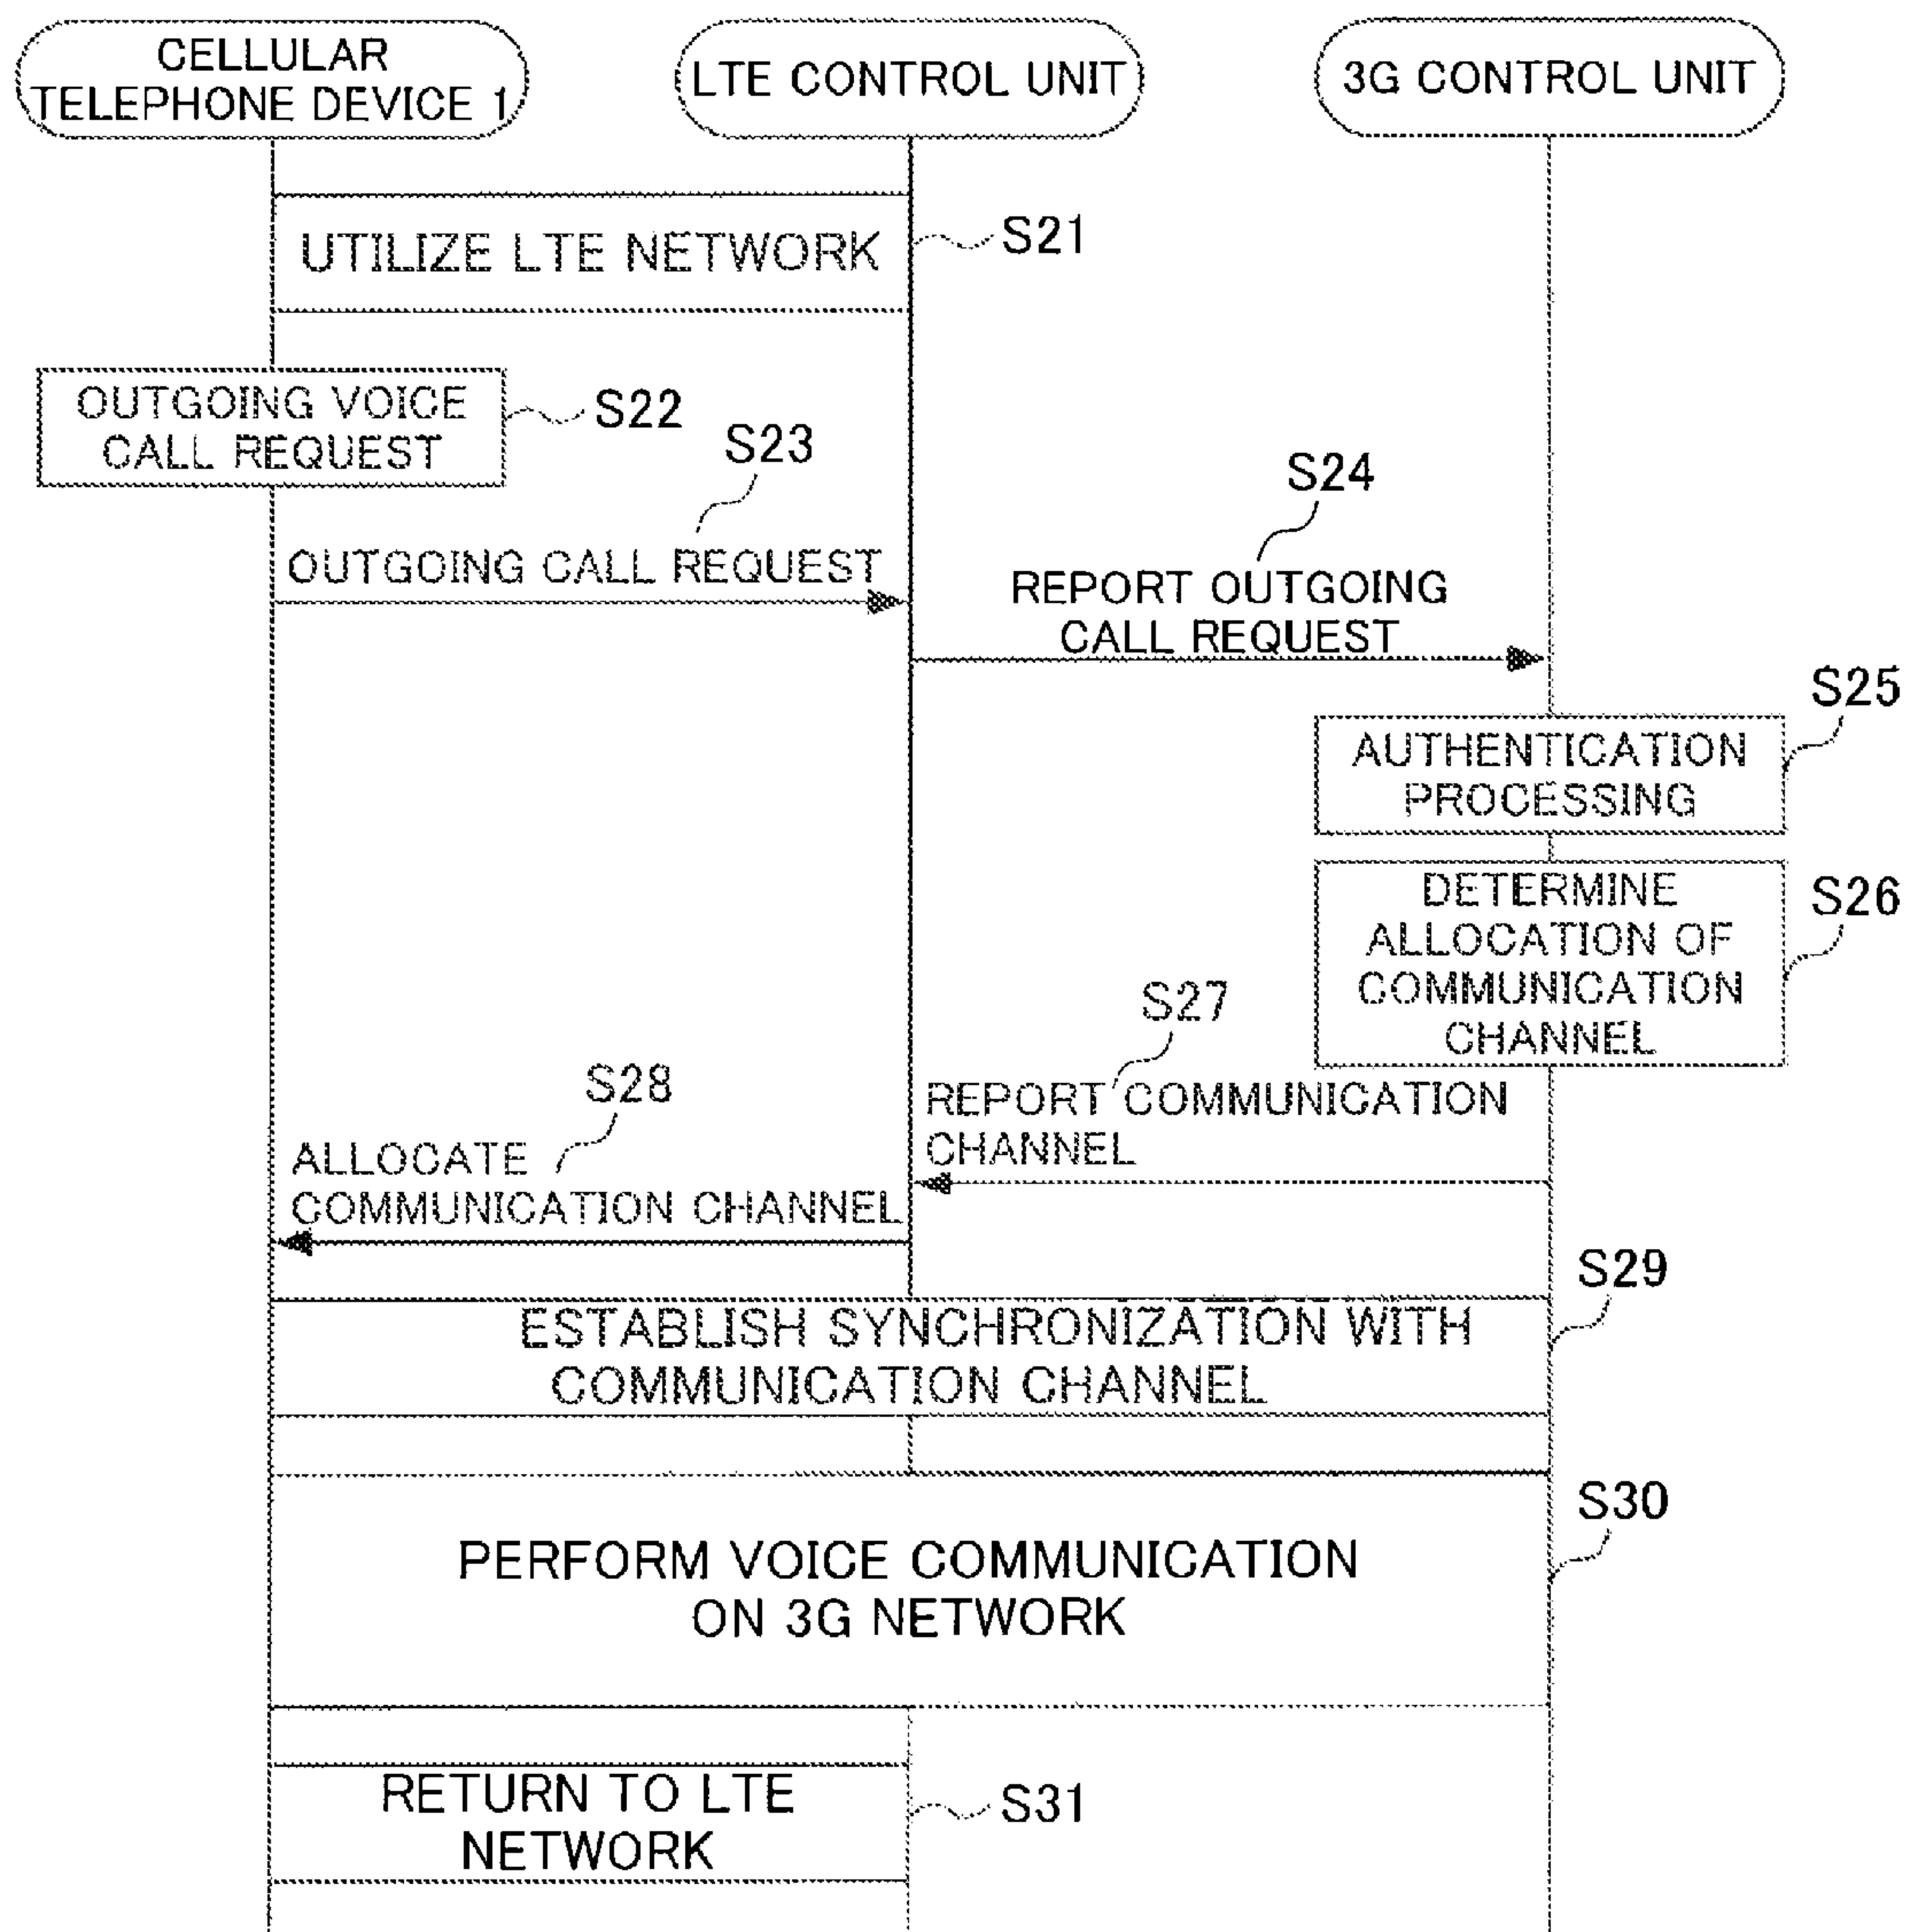 CELLULAR
TELEPHONE DEVICE 1
LTE CONTROL UNIT
3G CONTROL UNIT
UTILIZE LTE NETWORK
S21
OUTGOING VOICE
CALL REQUEST
S22
S23
OUTGOING CALL REQUEST
S24
REPORT OUTGOING
CALL REQUEST
S25
AUTHENTICATION
PROCESSING
S26
DETERMINE
ALLOCATION OF
COMMUNICATION
CHANNEL
S27
REPORT COMMUNICATION
CHANNEL
S28
ALLOCATE
COMMUNICATION CHANNEL
S29
ESTABLISH SYNCHRONIZATION WITH
COMMUNICATION CHANNEL
S30
PERFORM VOICE COMMUNICATION
ON 3G NETWORK
RETURN TO LTE
NETWORK
S31